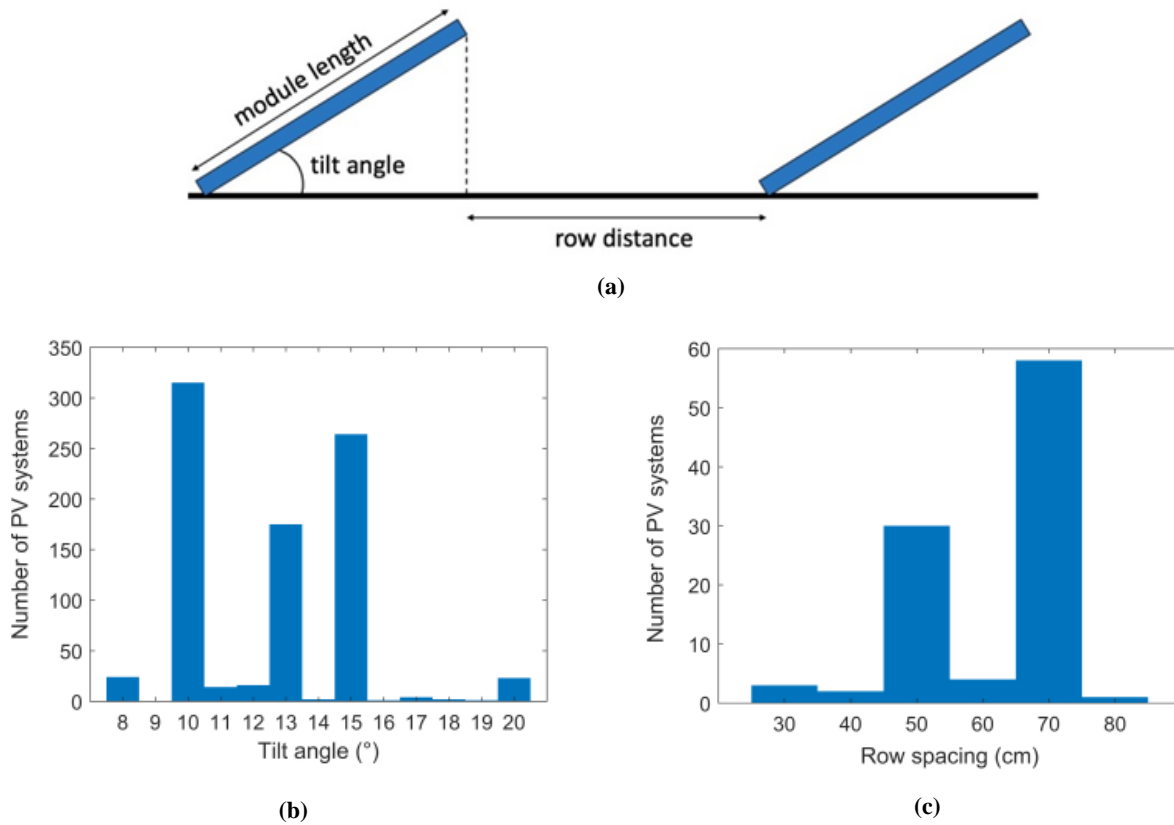 module length
tilt angle
row distance
(a)
350
300
250
200
150
100
50
0
Number of PV systems
8 9 10 11 12 13 14 15 16 17 18 19 20
Tilt angle (°)
(b)
60
50
40
30
20
10
0
Number of PV systems
30 40 50 60 70 80
Row spacing (cm)
(c)